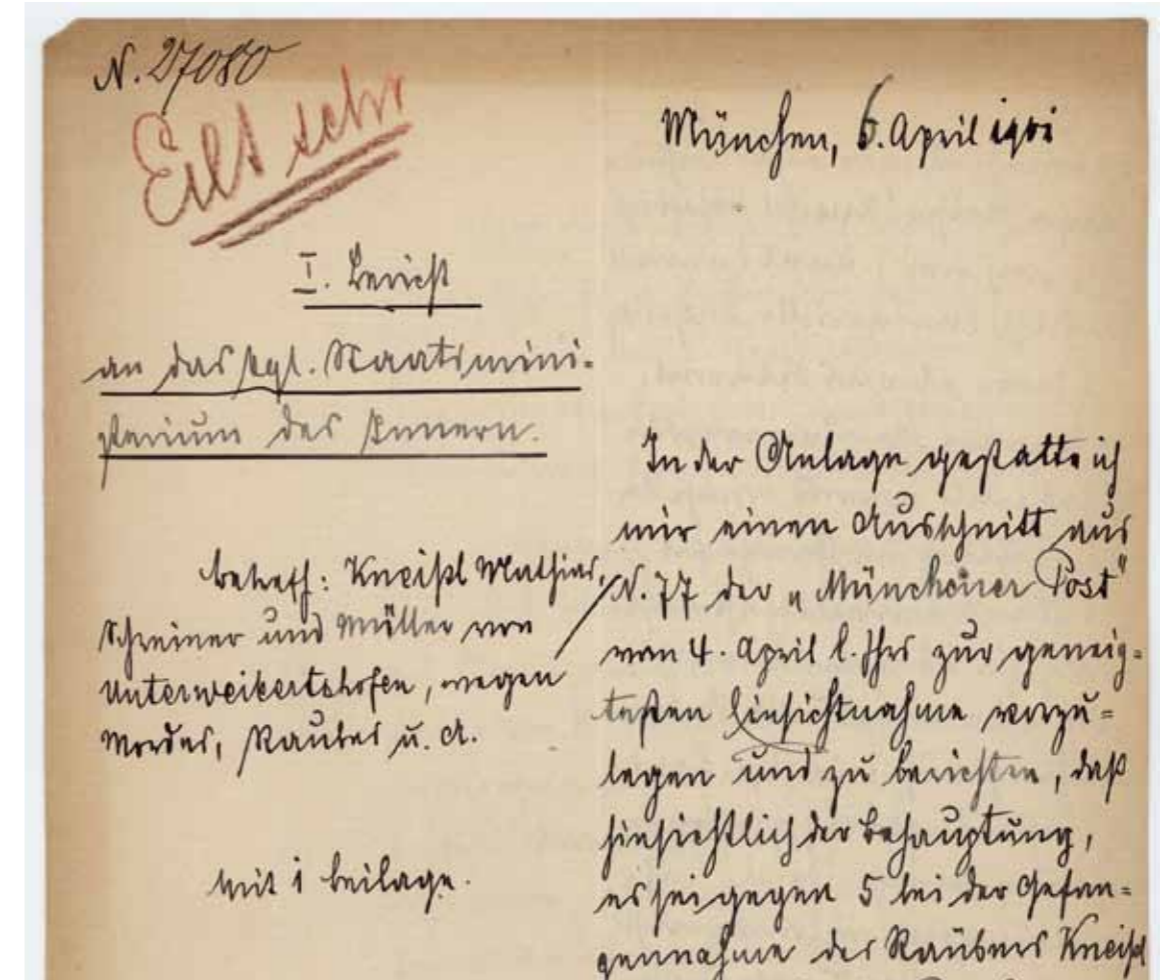 N. 27080
Eilt sehr
München, 6. April 1901
I. Bericht
an das kgl. Staatsmini-
sterium des Innern.
Betreff: Kneißl Mathias,
Schreiner und Müller von
Unterweikertshofen, wegen
Mordes, Raubes u. A.
Mit 1 Beilage.
In der Anlage gestatte ich
mir einen Ausschnitt aus
N. 77 der „Münchener Post"
vom 4. April l. Jhrs zur geneig-
testen Einsichtnahme vorzu-
legen und zu berichten, daß
hinsichtlich der Behauptung,
es sei gegen 5 bei der Gefan-
gennahme des Räubers Kneißl